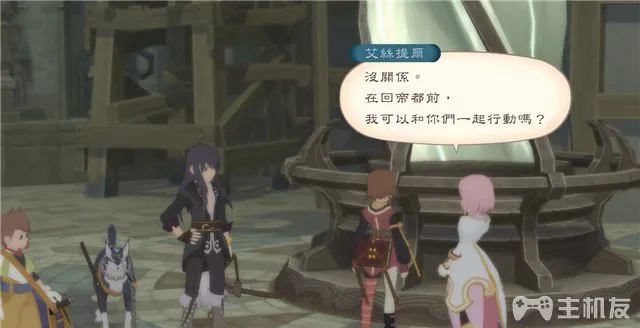 艾絲提爾
沒關係。
在回帝都前，
我可以和你們一起行動嗎？
主机友